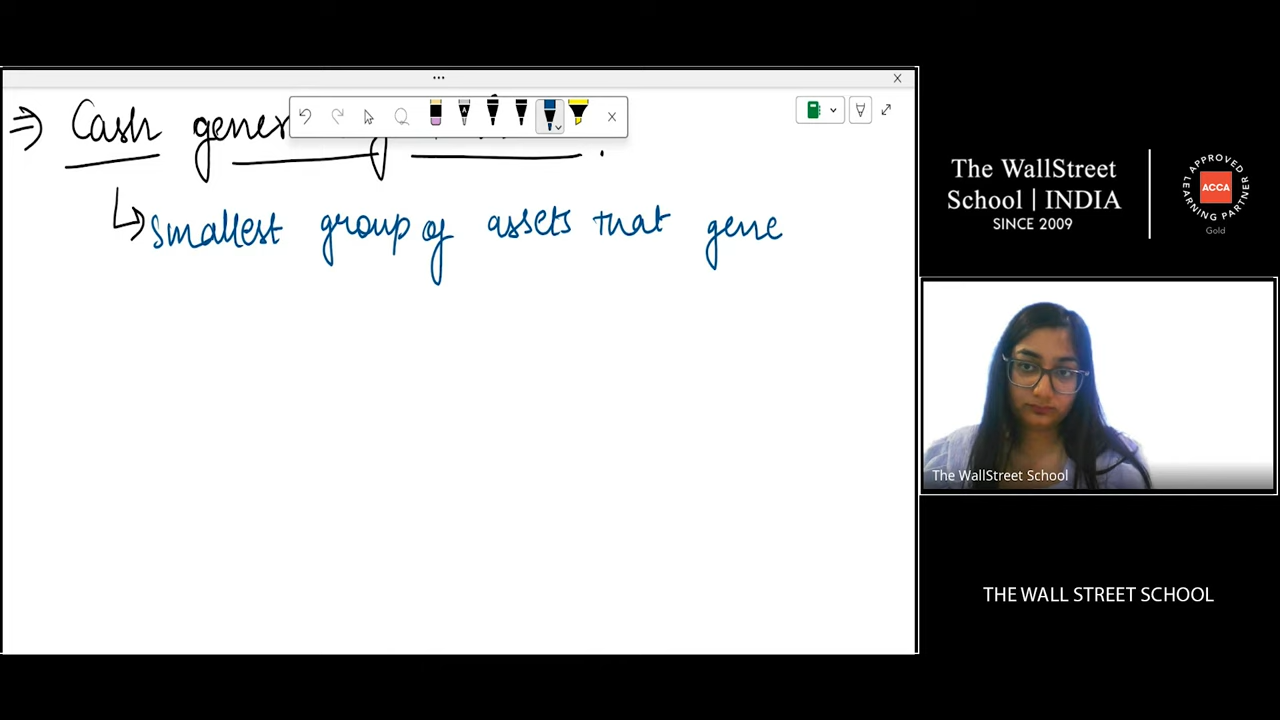 ⇒ Cash gener
↳ Smallest group of assets that gene
The WallStreet
School | INDIA
SINCE 2009
APPROVED
ACCA
LEARNING PARTNER
Gold
The WallStreet School
THE WALL STREET SCHOOL